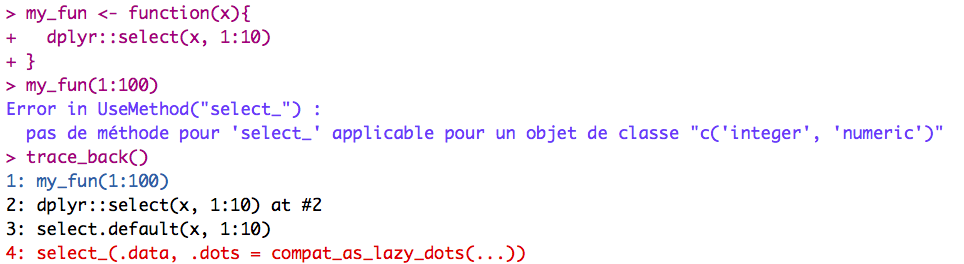 > my_fun <- function(x){
+   dplyr::select(x, 1:10)
+ }
> my_fun(1:100)
Error in UseMethod("select_") :
  pas de méthode pour 'select_' applicable pour un objet de classe "c('integer', 'numeric')"
> trace_back()
1: my_fun(1:100)
2: dplyr::select(x, 1:10) at #2
3: select.default(x, 1:10)
4: select_(.data, .dots = compat_as_lazy_dots(...))